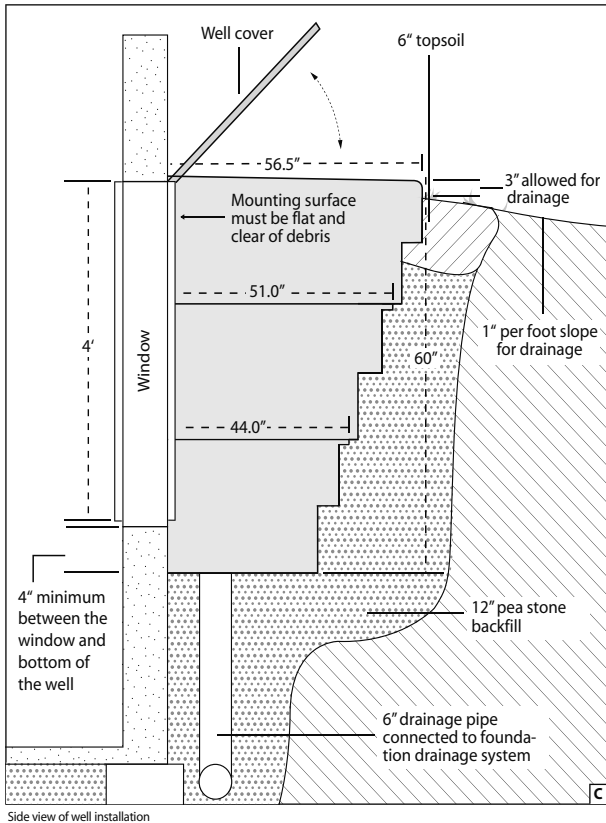 Well cover
6“ topsoil
56.5”
3” allowed for
drainage
Mounting surface
must be flat and
clear of debris
51.0”
1“ per foot slope
for drainage
4‘
Window
60”
44.0”
4“ minimum
between the
window and
bottom of
the well
12” pea stone
backfill
6” drainage pipe
connected to founda-
tion drainage system
C
Side view of well installation